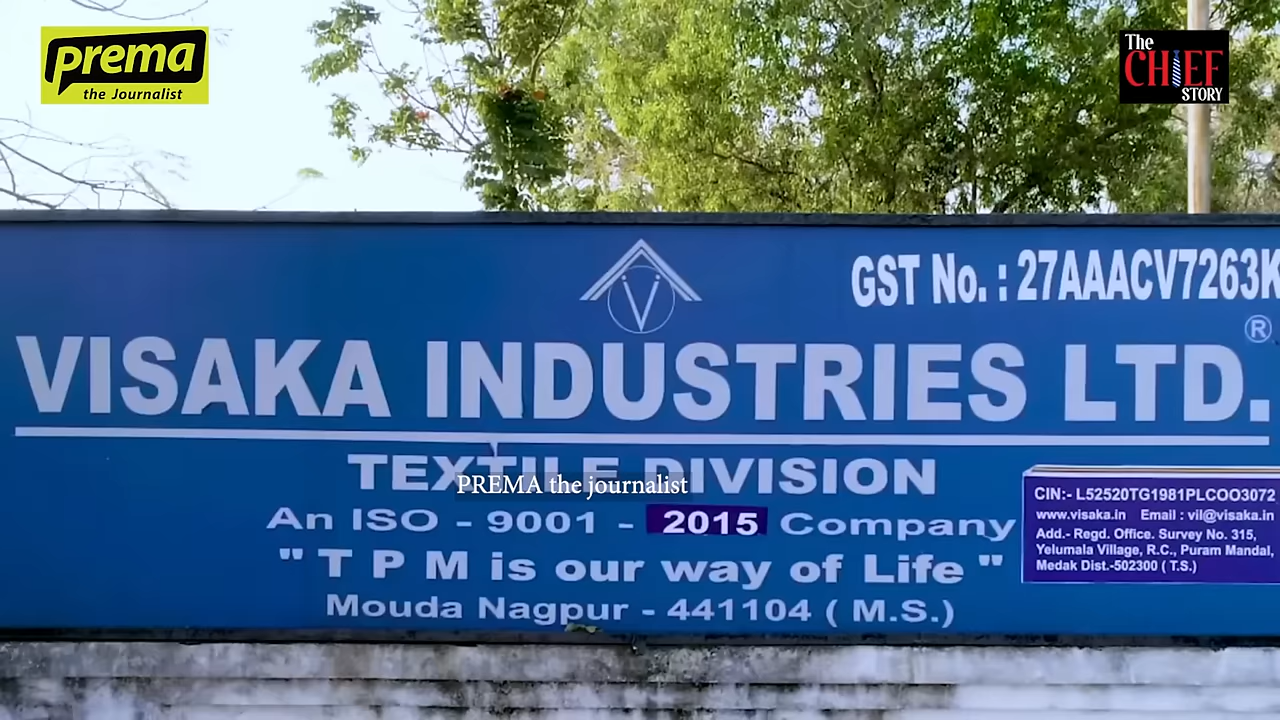 prema
the Journalist
The
CHIEF
STORY
GST No. : 27AAACV7263K
VISAKA INDUSTRIES LTD.®
TEXTILE DIVISION
PREMA the journalist
An ISO - 9001 - 2015 Company
" T P M is our way of Life "
Mouda Nagpur - 441104 ( M.S.)
CIN:- L52520TG1981PLCOO3072
www.visaka.in Email : vil@visaka.in
Add.- Regd. Office. Survey No. 315,
Yelumala Village, R.C., Puram Mandal,
Medak Dist.-502300 ( T.S.)